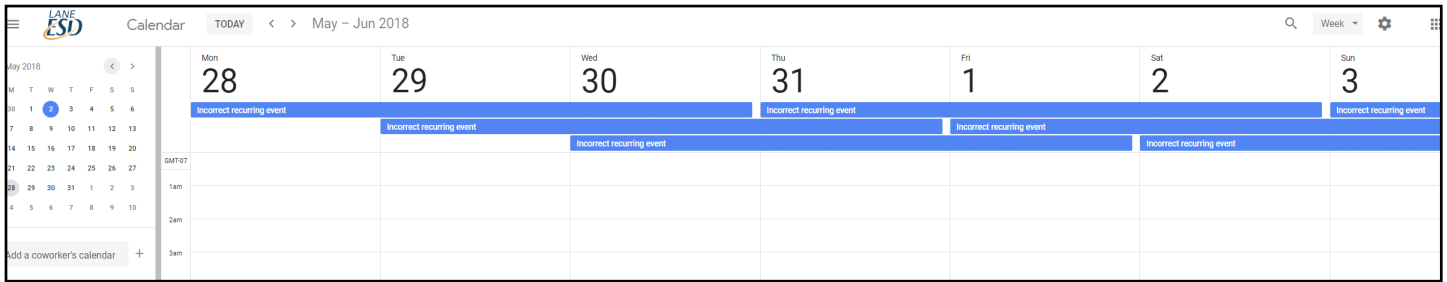 LANE
ESD
Calendar TODAY < > May – Jun 2018 Week
May 2018 < >
M T W T F S S
30 1 2 3 4 5 6
7 8 9 10 11 12 13
14 15 16 17 18 19 20
21 22 23 24 25 26 27
28 29 30 31 1 2 3
4 5 6 7 8 9 10
Add a coworker's calendar +
Mon Tue Wed Thu Fri Sat Sun
28 29 30 31 1 2 3
Incorrect recurring event Incorrect recurring event Incorrect recurring event
Incorrect recurring event Incorrect recurring event
Incorrect recurring event Incorrect recurring event
GMT-07
1am
2am
3am